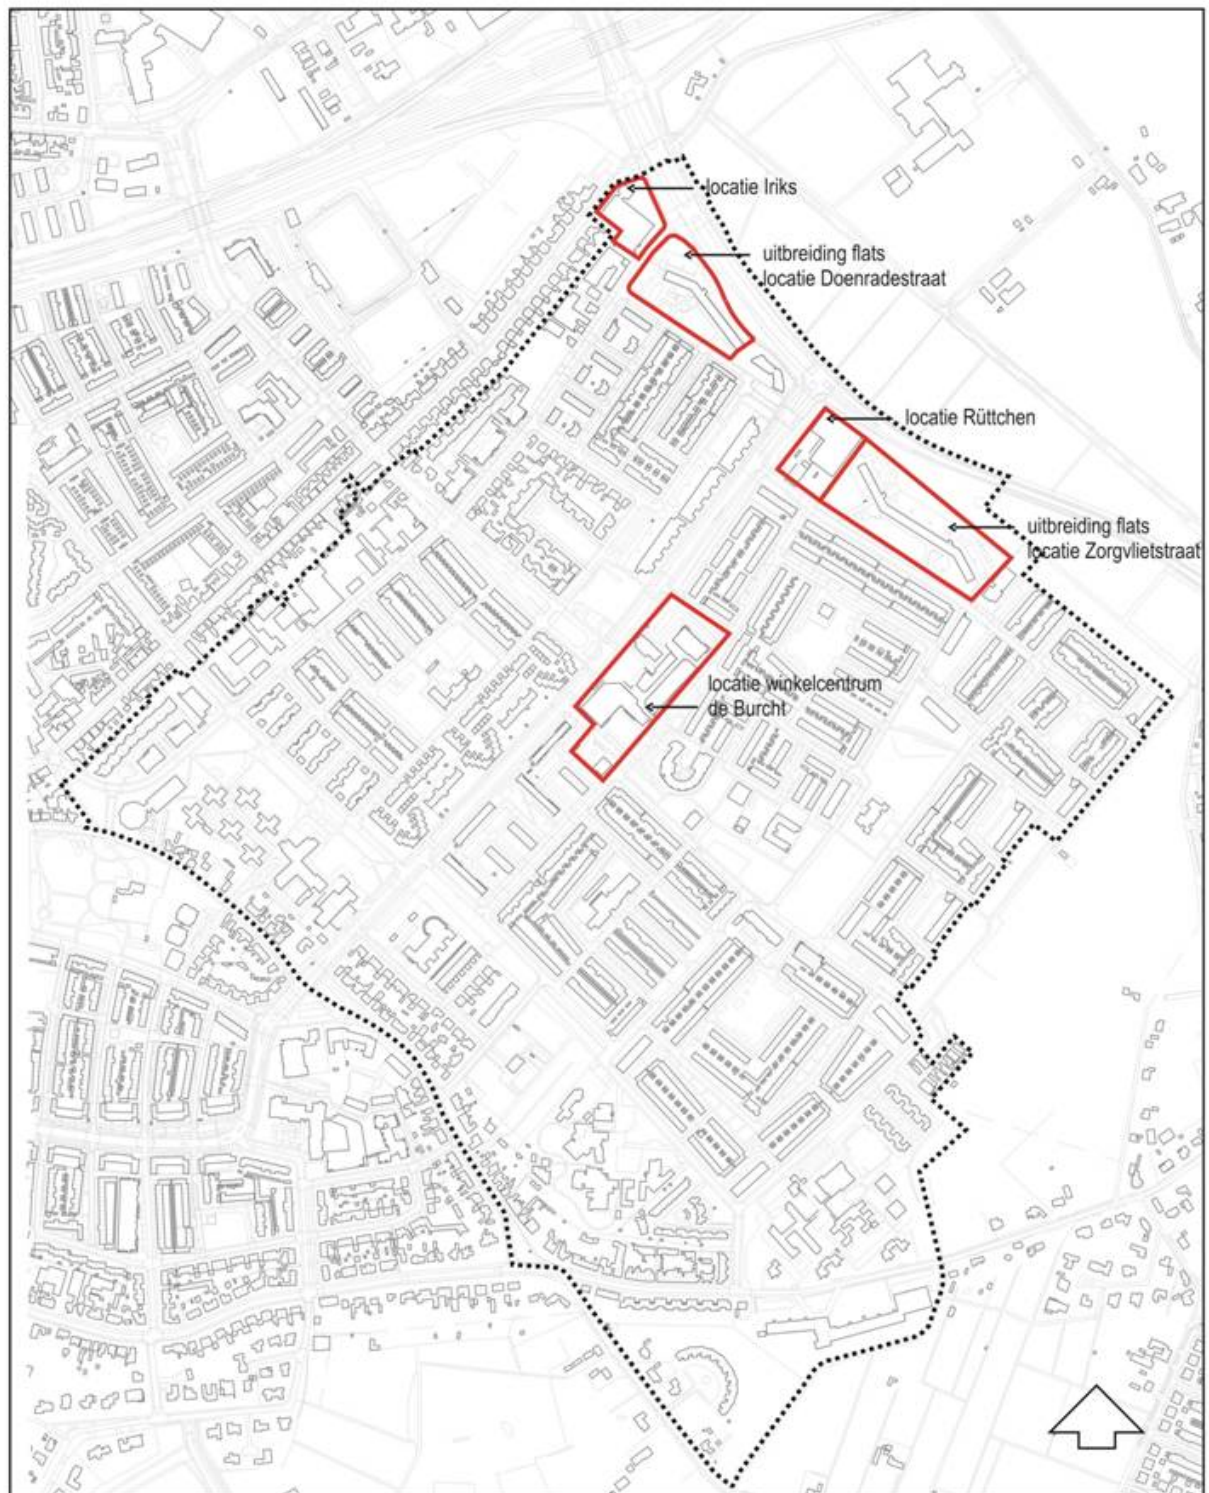 locatie Iriks
uitbreiding flats
locatie Doenradestraat
locatie Rüttchen
uitbreiding flats
locatie Zorgvlietstraat
locatie winkelcentrum
de Burcht